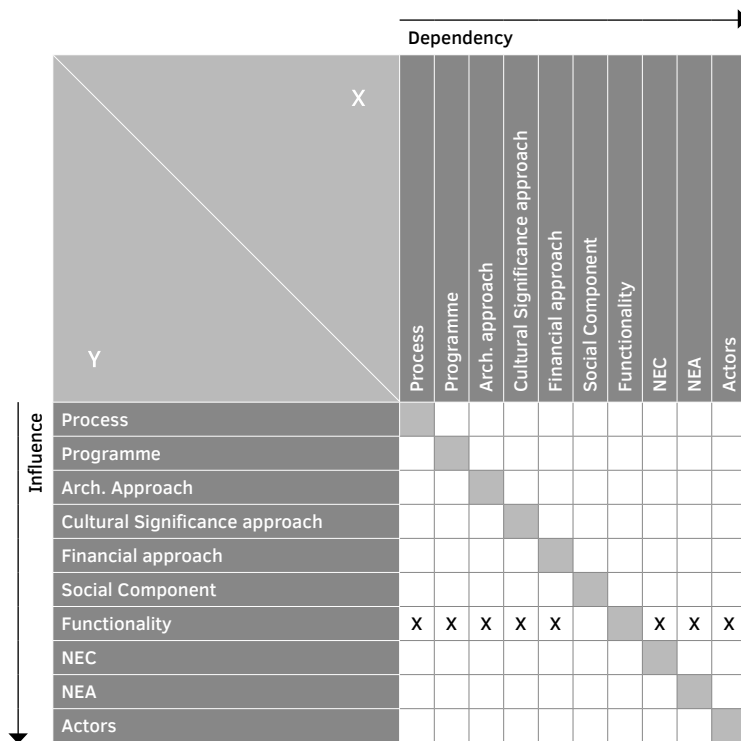 Dependency
X
Y
Process
Programme
Arch. approach
Cultural Significance approach
Financial approach
Social Component
Functionality
NEC
NEA
Actors
Influence
Process
Programme
Arch. Approach
Cultural Significance approach
Financial approach
Social Component
Functionality X X X X X X X X
NEC
NEA
Actors